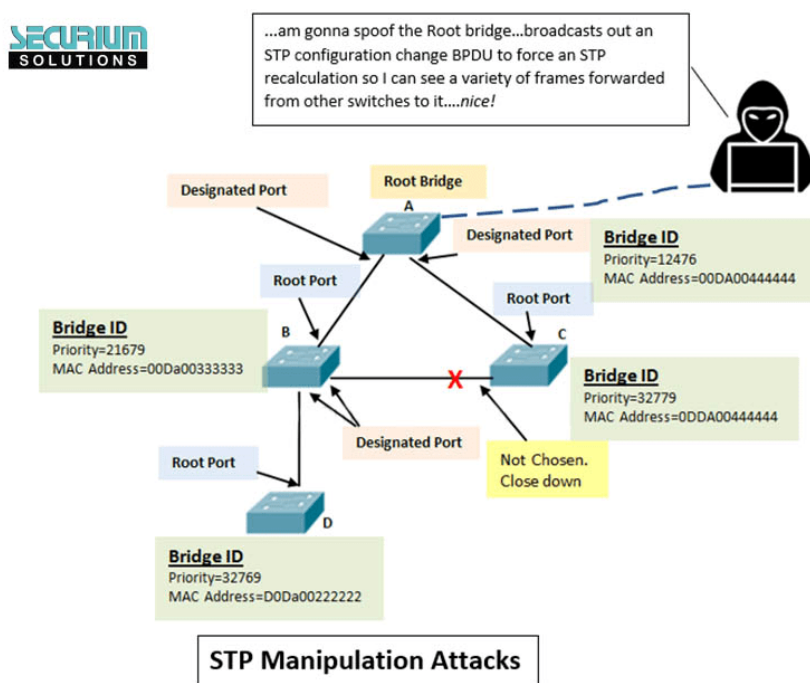 SECURIUM
SOLUTIONS
...am gonna spoof the Root bridge...broadcasts out an
STP configuration change BPDU to force an STP
recalculation so I can see a variety of frames forwarded
from other switches to it....nice!
Designated Port
Root Bridge
A
Designated Port
Bridge ID
Priority=12476
MAC Address=00DA00444444
Root Port
Root Port
Bridge ID
Priority=21679
MAC Address=00Da00333333
B
C
Bridge ID
Priority=32779
MAC Address=0DDA00444444
X
Designated Port
Root Port
Not Chosen.
Close down
D
Bridge ID
Priority=32769
MAC Address=D0Da00222222
STP Manipulation Attacks